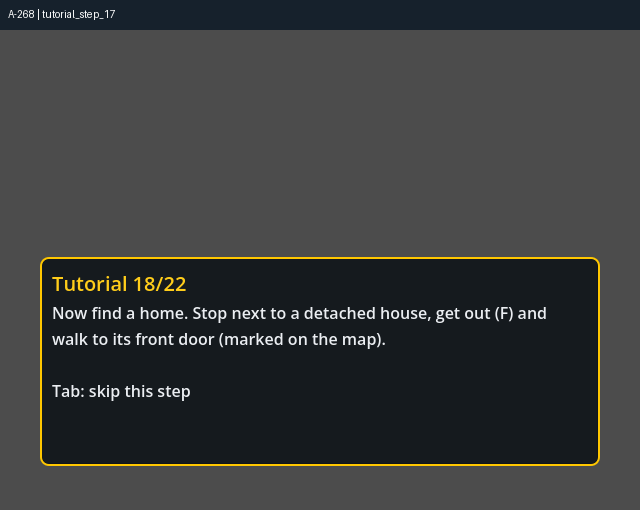 A-268 | tutorial_step_17
Tutorial 18/22
Now find a home. Stop next to a detached house, get out (F) and
walk to its front door (marked on the map).
Tab: skip this step